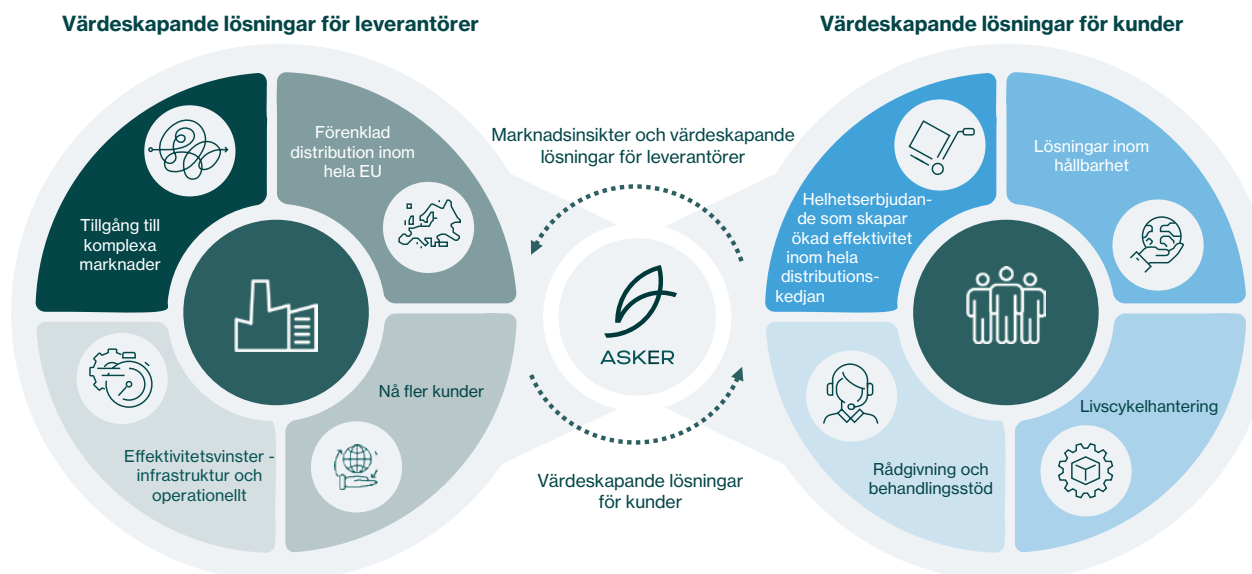 Värdeskapande lösningar för leverantörer
Tillgång till
komplexa
marknader
Förenklad
distribution inom
hela EU
Effektivitetsvinster -
infrastruktur och
operationellt
Nå fler kunder
Marknadsinsikter och värdeskapande
lösningar för leverantörer
ASKER
Värdeskapande lösningar
för kunder
Värdeskapande lösningar för kunder
Helhetserbjudan-
de som skapar
ökad effektivitet
inom hela
distributions-
kedjan
Lösningar inom
hållbarhet
Rådgivning och
behandlingsstöd
Livscykelhantering